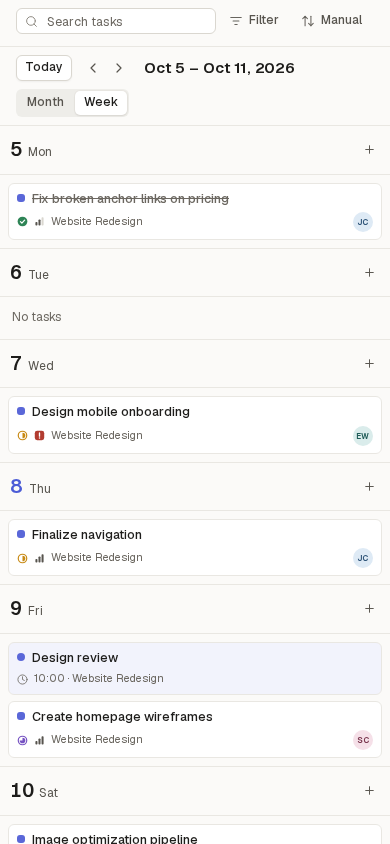 Search tasks
Filter
Manual
Today
Oct 5 – Oct 11, 2026
Month
Week
5 Mon
Fix broken anchor links on pricing
Website Redesign
JC
6 Tue
No tasks
7 Wed
Design mobile onboarding
Website Redesign
EW
8 Thu
Finalize navigation
Website Redesign
JC
9 Fri
Design review
10:00 · Website Redesign
Create homepage wireframes
Website Redesign
SC
10 Sat
Image optimization pipeline